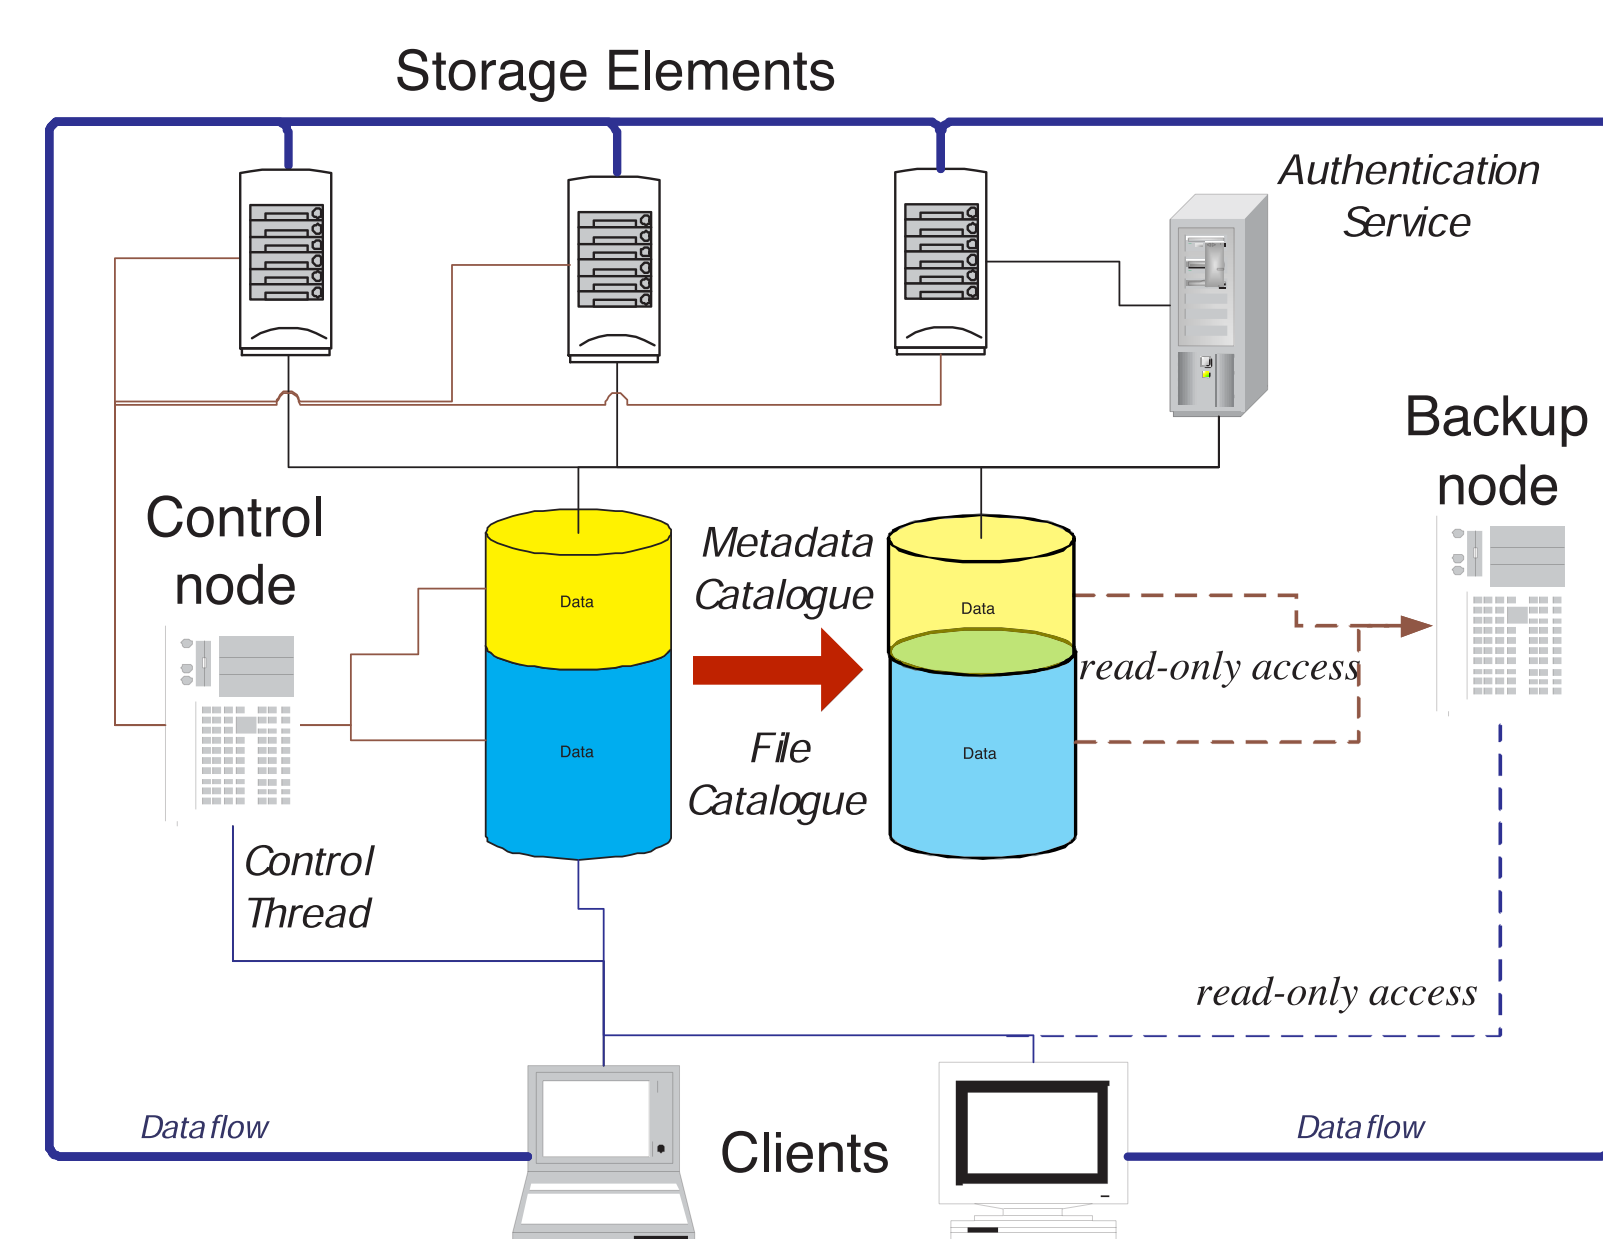 Storage Elements
Authentication
Service
Backup
node
Control
node
Metadata
Catalogue
Data
Data
read-only access
File
Catalogue
Data
Data
Control
Thread
read-only access
Data flow
Clients
Data flow